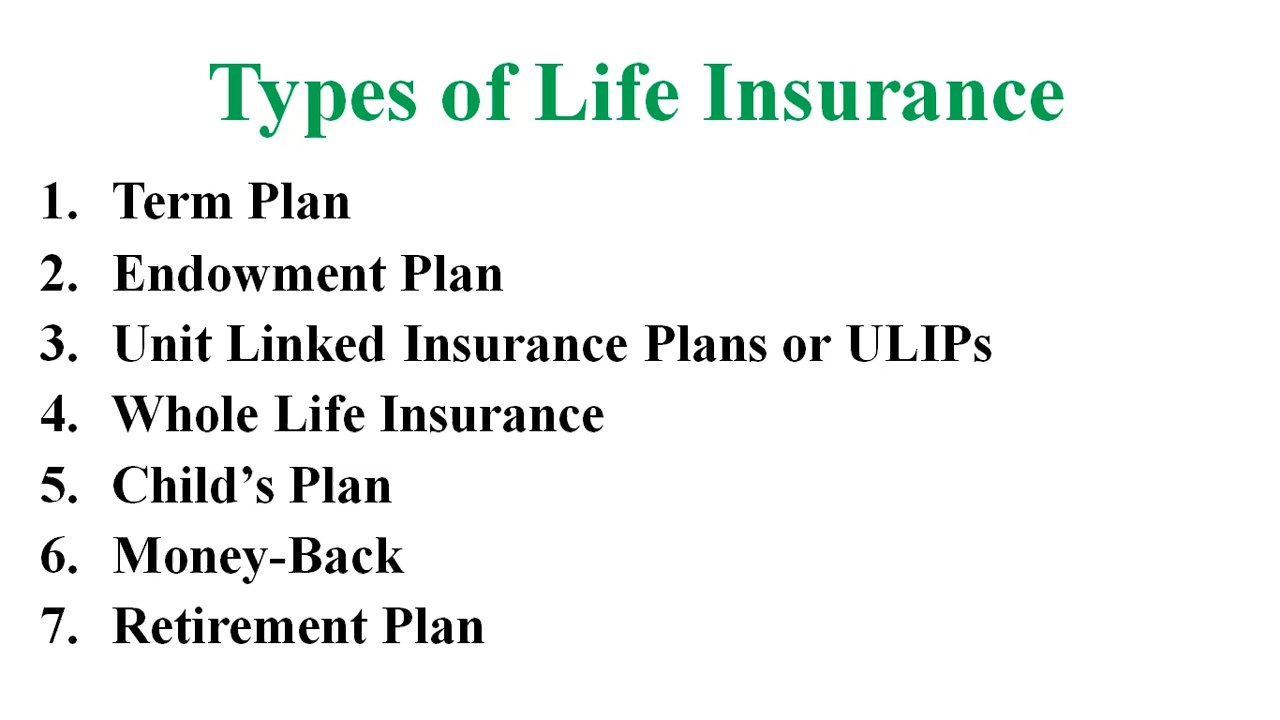 Types of Life Insurance
1. Term Plan
2. Endowment Plan
3. Unit Linked Insurance Plans or ULIPs
4. Whole Life Insurance
5. Child’s Plan
6. Money-Back
7. Retirement Plan